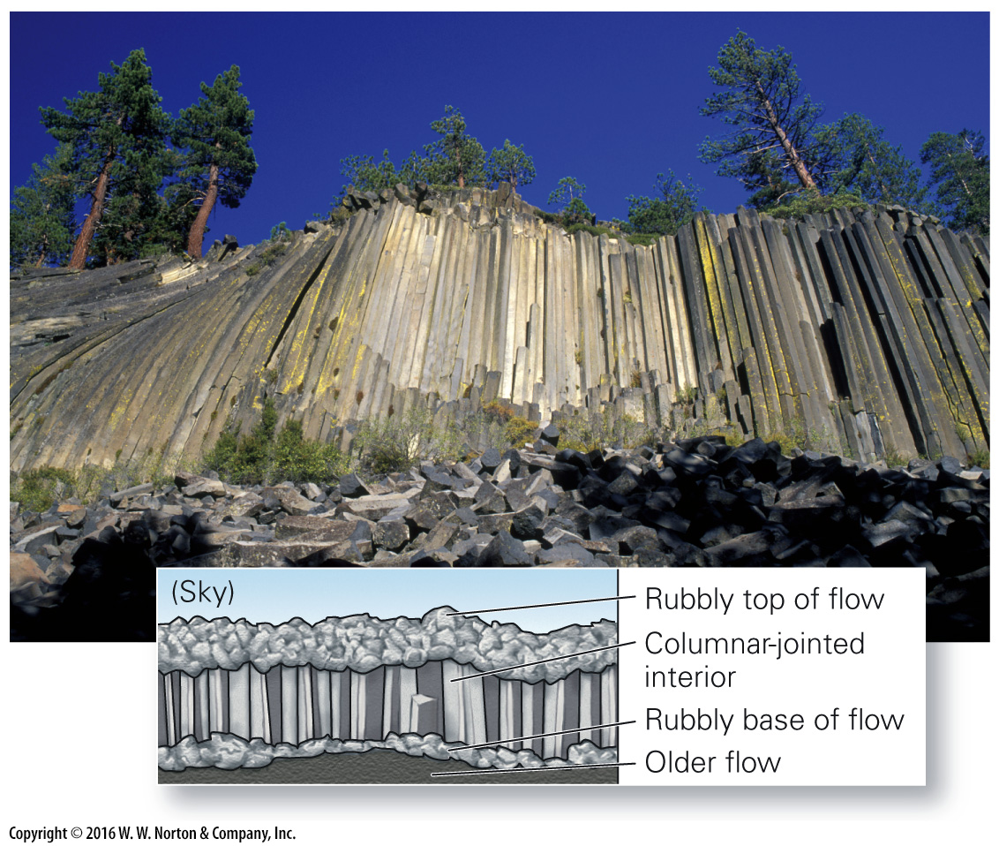 (Sky)
Rubbly top of flow
Columnar-jointed
interior
Rubbly base of flow
Older flow
Copyright © 2016 W. W. Norton & Company, Inc.